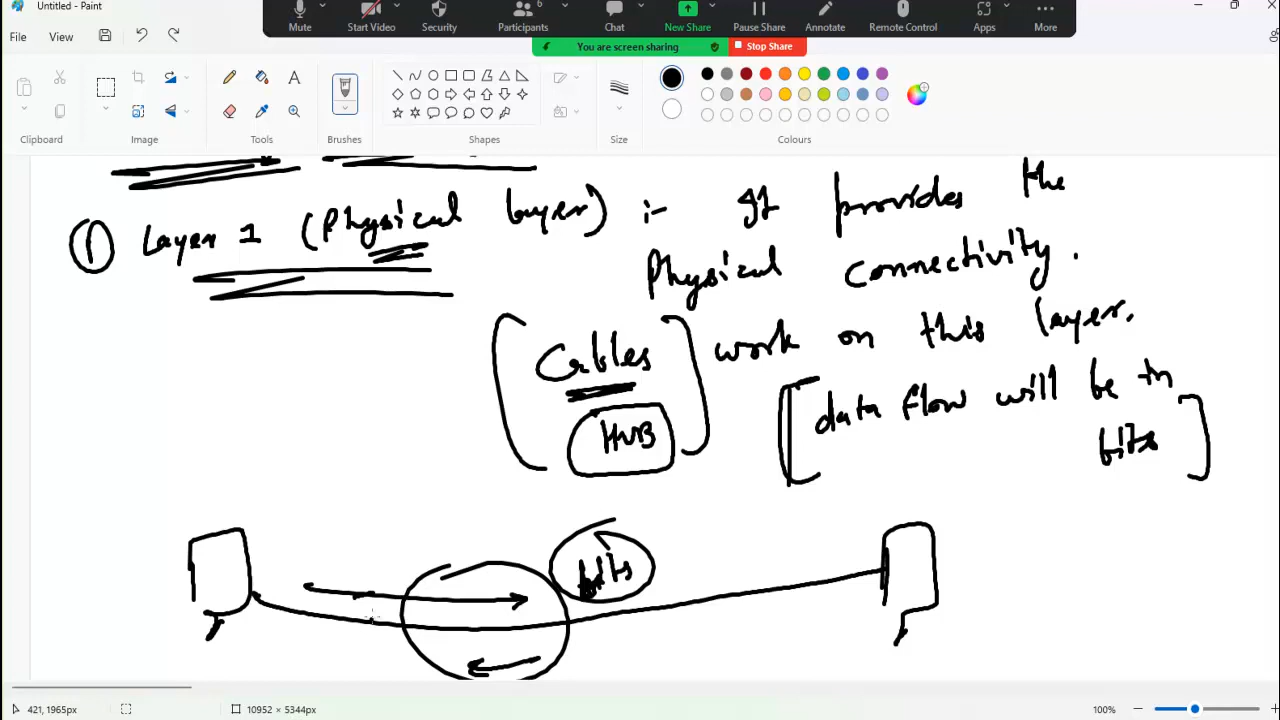 Untitled - Paint
Mute Start Video Security Participants 6 Chat New Share Pause Share Annotate Remote Control Apps More
You are screen sharing Stop Share
File View
Clipboard Image Tools Brushes Shapes Size Colours
① Layer 1 (Physical layer) :- It provides the
Physical connectivity.
Cables work on this layer.
HUB [data flow will be in
bits]
bits
421, 1965px 10952 × 5344px 100%